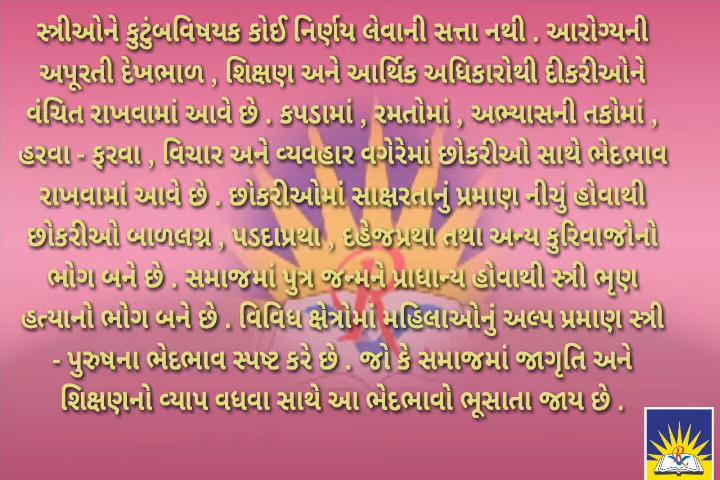 સ્ત્રીઓને કુટુંબવિષયક કોઈ નિર્ણય લેવાની સત્તા નથી . આરોગ્યની
અપૂરતી દેખભાળ , શિક્ષણ અને આર્થિક અધિકારોથી દીકરીઓને
વંચિત રાખવામાં આવે છે . કપડામાં , રમતોમાં , અભ્યાસની તકોમાં ,
હરવા - ફરવા , વિચાર અને વ્યવહાર વગેરેમાં છોકરીઓ સાથે ભેદભાવ
રાખવામાં આવે છે . છોકરીઓમાં સાક્ષરતાનું પ્રમાણ નીચું હોવાથી
છોકરીઓ બાળલગ્ન , પડદાપ્રથા , દહેજપ્રથા તથા અન્ય કુરિવાજોનો
ભોગ બને છે . સમાજમાં પુત્ર જન્મને પ્રાધાન્ય હોવાથી સ્ત્રી ભૃણ
હત્યાનો ભોગ બને છે . વિવિધ ક્ષેત્રોમાં મહિલાઓનું અલ્પ પ્રમાણ સ્ત્રી
- પુરુષના ભેદભાવ સ્પષ્ટ કરે છે . જો કે સમાજમાં જાગૃતિ અને
શિક્ષણનો વ્યાપ વધવા સાથે આ ભેદભાવો ભૂસાતા જાય છે .
R